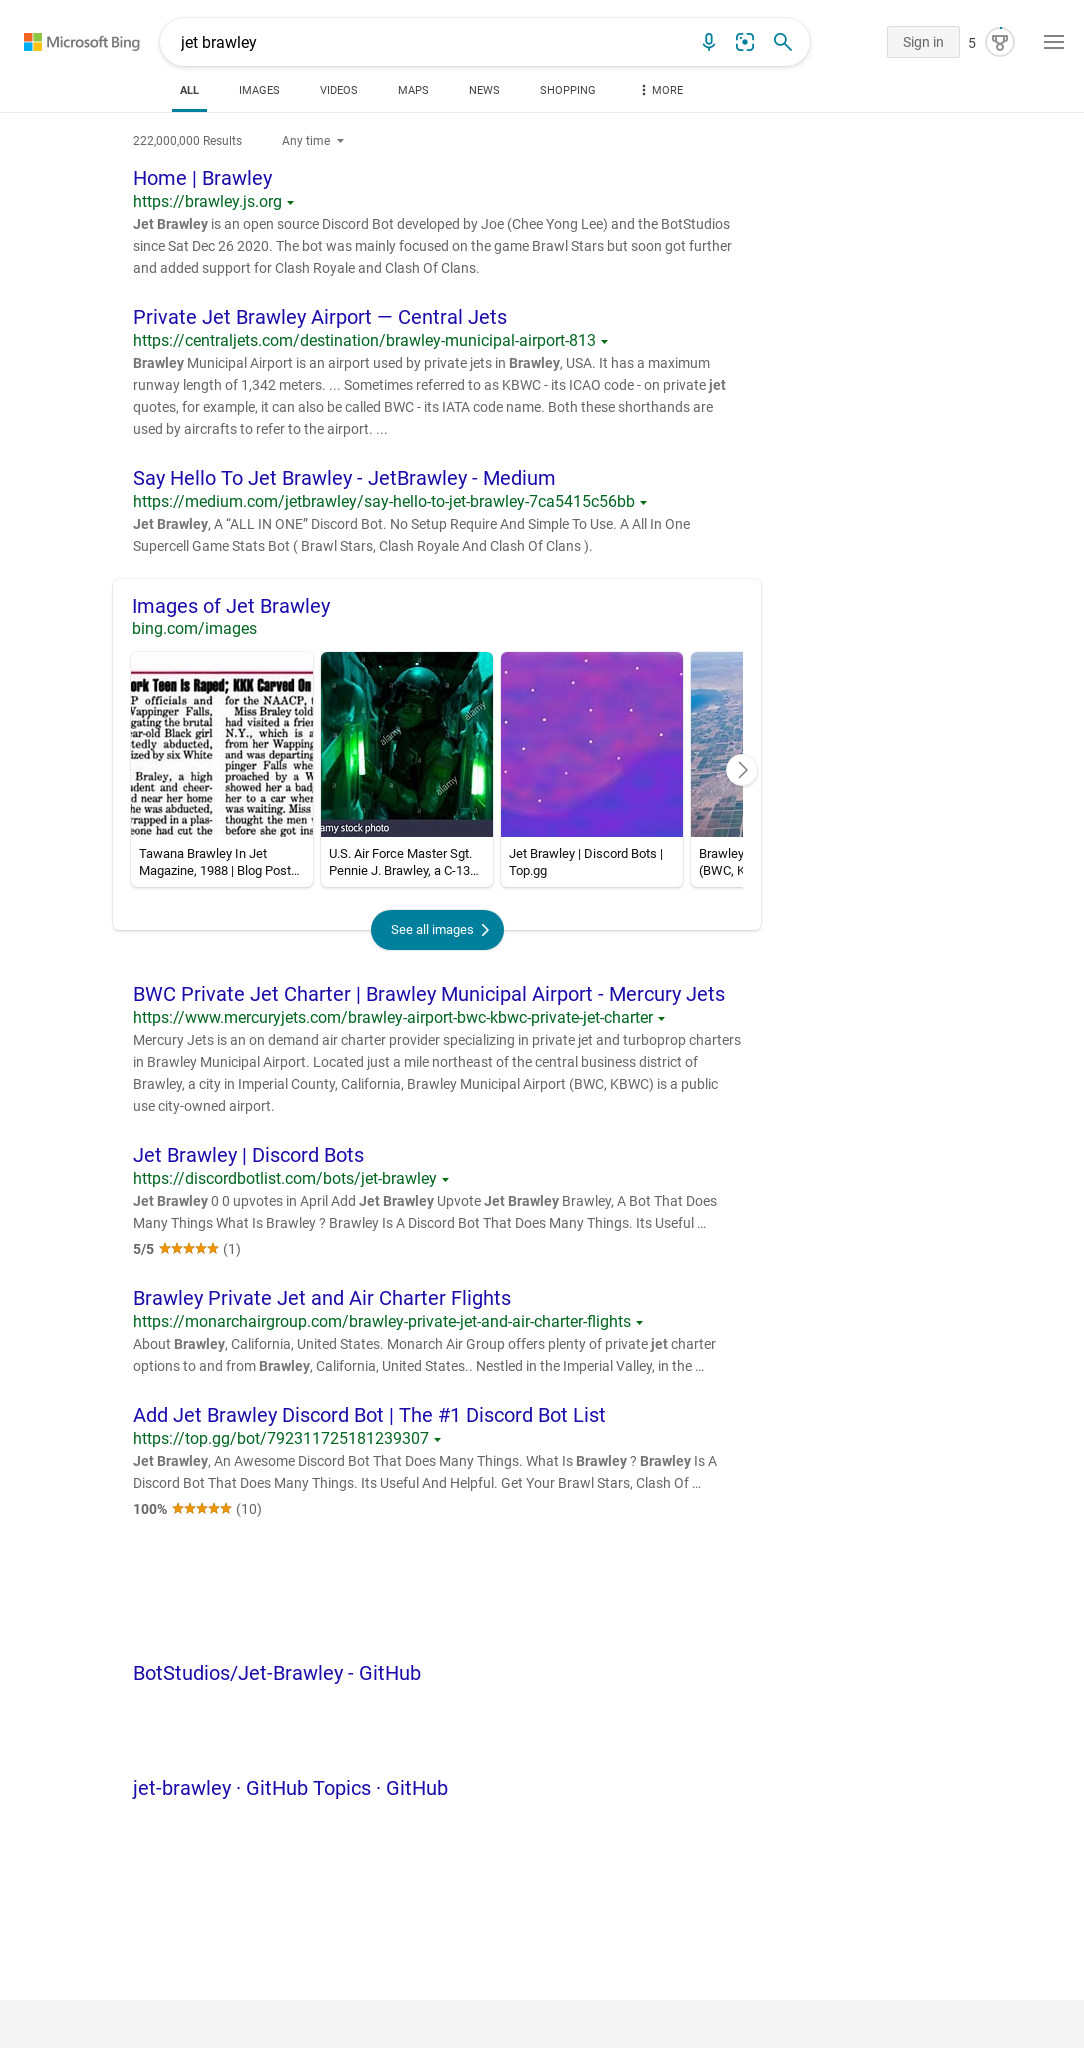 Microsoft Bing
jet brawley
Sign in
5
ALL
IMAGES
VIDEOS
MAPS
NEWS
SHOPPING
MORE
222,000,000 Results
Any time
Home | Brawley
https://brawley.js.org
Jet Brawley is an open source Discord Bot developed by Joe (Chee Yong Lee) and the BotStudios
since Sat Dec 26 2020. The bot was mainly focused on the game Brawl Stars but soon got further
and added support for Clash Royale and Clash Of Clans.
Private Jet Brawley Airport — Central Jets
https://centraljets.com/destination/brawley-municipal-airport-813
Brawley Municipal Airport is an airport used by private jets in Brawley, USA. It has a maximum
runway length of 1,342 meters. ... Sometimes referred to as KBWC - its ICAO code - on private jet
quotes, for example, it can also be called BWC - its IATA code name. Both these shorthands are
used by aircrafts to refer to the airport. ...
Say Hello To Jet Brawley - JetBrawley - Medium
https://medium.com/jetbrawley/say-hello-to-jet-brawley-7ca5415c56bb
Jet Brawley, A “ALL IN ONE” Discord Bot. No Setup Require And Simple To Use. A All In One
Supercell Game Stats Bot ( Brawl Stars, Clash Royale And Clash Of Clans ).
Images of Jet Brawley
bing.com/images
ork Teen Is Raped; KKK Carved On
P officials and
Wappinger Falls,
gating the brutal
ear-old Black girl
tedly abducted,
ized by six White
Braley, a high
dent and cheer-
d near her home
he was abducted,
wrapped in a plas-
eone had cut the
for the NAACP,
Miss Braley told
had visited a frie
N.Y., which is a
from her Wapping
and was departing
pinger Falls whe
proached by a W
showed her a bad
her to a car whe
was waiting. Miss
thought the men
before she got ins
alamy
alamy
alamy
amy stock photo
Tawana Brawley In Jet
Magazine, 1988 | Blog Post...
U.S. Air Force Master Sgt.
Pennie J. Brawley, a C-13...
Jet Brawley | Discord Bots |
Top.gg
Brawley
(BWC, K
See all images
BWC Private Jet Charter | Brawley Municipal Airport - Mercury Jets
https://www.mercuryjets.com/brawley-airport-bwc-kbwc-private-jet-charter
Mercury Jets is an on demand air charter provider specializing in private jet and turboprop charters
in Brawley Municipal Airport. Located just a mile northeast of the central business district of
Brawley, a city in Imperial County, California, Brawley Municipal Airport (BWC, KBWC) is a public
use city-owned airport.
Jet Brawley | Discord Bots
https://discordbotlist.com/bots/jet-brawley
Jet Brawley 0 0 upvotes in April Add Jet Brawley Upvote Jet Brawley Brawley, A Bot That Does
Many Things What Is Brawley ? Brawley Is A Discord Bot That Does Many Things. Its Useful ...
5/5 ★★★★★ (1)
Brawley Private Jet and Air Charter Flights
https://monarchairgroup.com/brawley-private-jet-and-air-charter-flights
About Brawley, California, United States. Monarch Air Group offers plenty of private jet charter
options to and from Brawley, California, United States.. Nestled in the Imperial Valley, in the ...
Add Jet Brawley Discord Bot | The #1 Discord Bot List
https://top.gg/bot/792311725181239307
Jet Brawley, An Awesome Discord Bot That Does Many Things. What Is Brawley ? Brawley Is A
Discord Bot That Does Many Things. Its Useful And Helpful. Get Your Brawl Stars, Clash Of ...
100% ★★★★★ (10)
BotStudios/Jet-Brawley - GitHub
jet-brawley · GitHub Topics · GitHub